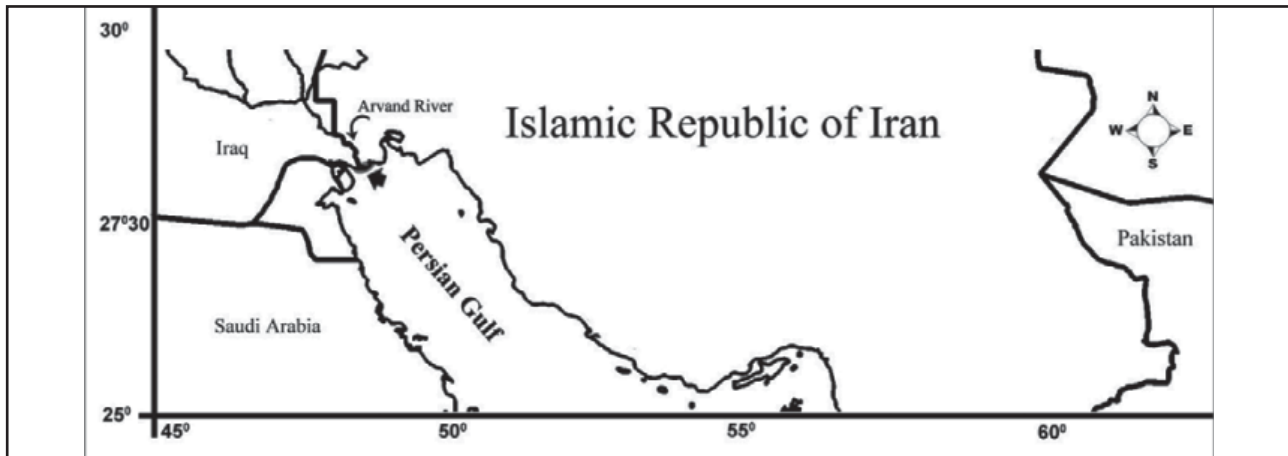 30⁰
Arvand River
Islamic Republic of Iran
N
W E
S
Iraq
27⁰30
Persian Gulf
Pakistan
Saudi Arabia
25⁰
45⁰ 50⁰ 55⁰ 60⁰